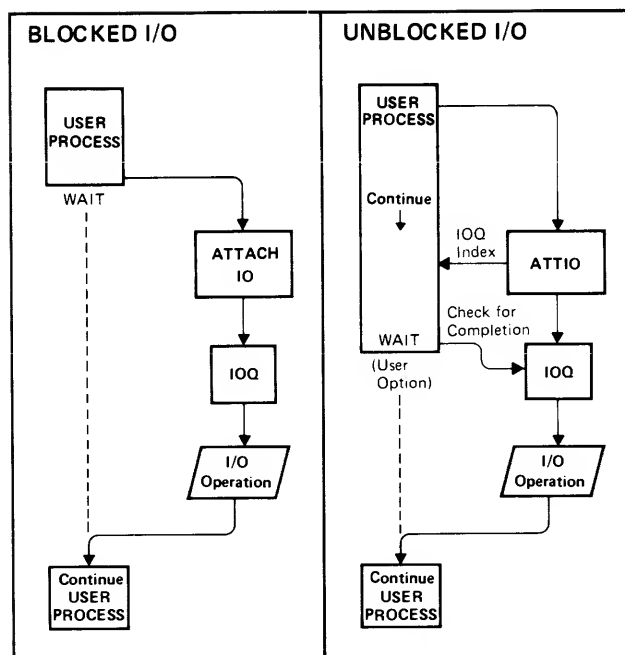 BLOCKED I/O
USER
PROCESS
WAIT
ATTACH
IO
IOQ
I/O
Operation
Continue
USER
PROCESS
UNBLOCKED I/O
USER
PROCESS
Continue
IOQ
Index
ATTIO
Check for
Completion
WAIT
(User
Option)
IOQ
I/O
Operation
Continue
USER
PROCESS